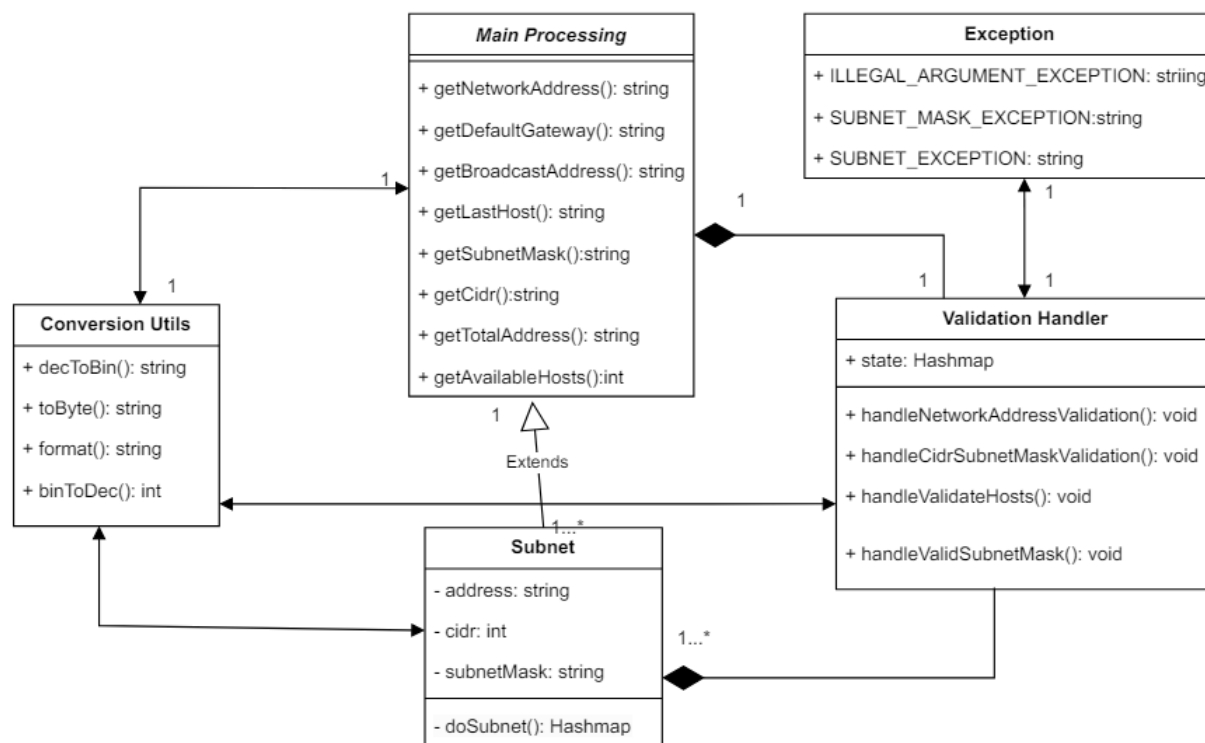 Main Processing
+ getNetworkAddress(): string
+ getDefaultGateway(): string
+ getBroadcastAddress(): string
+ getLastHost(): string
+ getSubnetMask():string
+ getCidr():string
+ getTotalAddress(): string
+ getAvailableHosts():int
Exception
+ ILLEGAL_ARGUMENT_EXCEPTION: striing
+ SUBNET_MASK_EXCEPTION:string
+ SUBNET_EXCEPTION: string
1
1
1
1
1
1
Conversion Utils
+ decToBin(): string
+ toByte(): string
+ format(): string
+ binToDec(): int
Validation Handler
+ state: Hashmap
+ handleNetworkAddressValidation(): void
+ handleCidrSubnetMaskValidation(): void
+ handleValidateHosts(): void
+ handleValidSubnetMask(): void
1
Extends
1...*
Subnet
- address: string
- cidr: int
- subnetMask: string
- doSubnet(): Hashmap
1...*